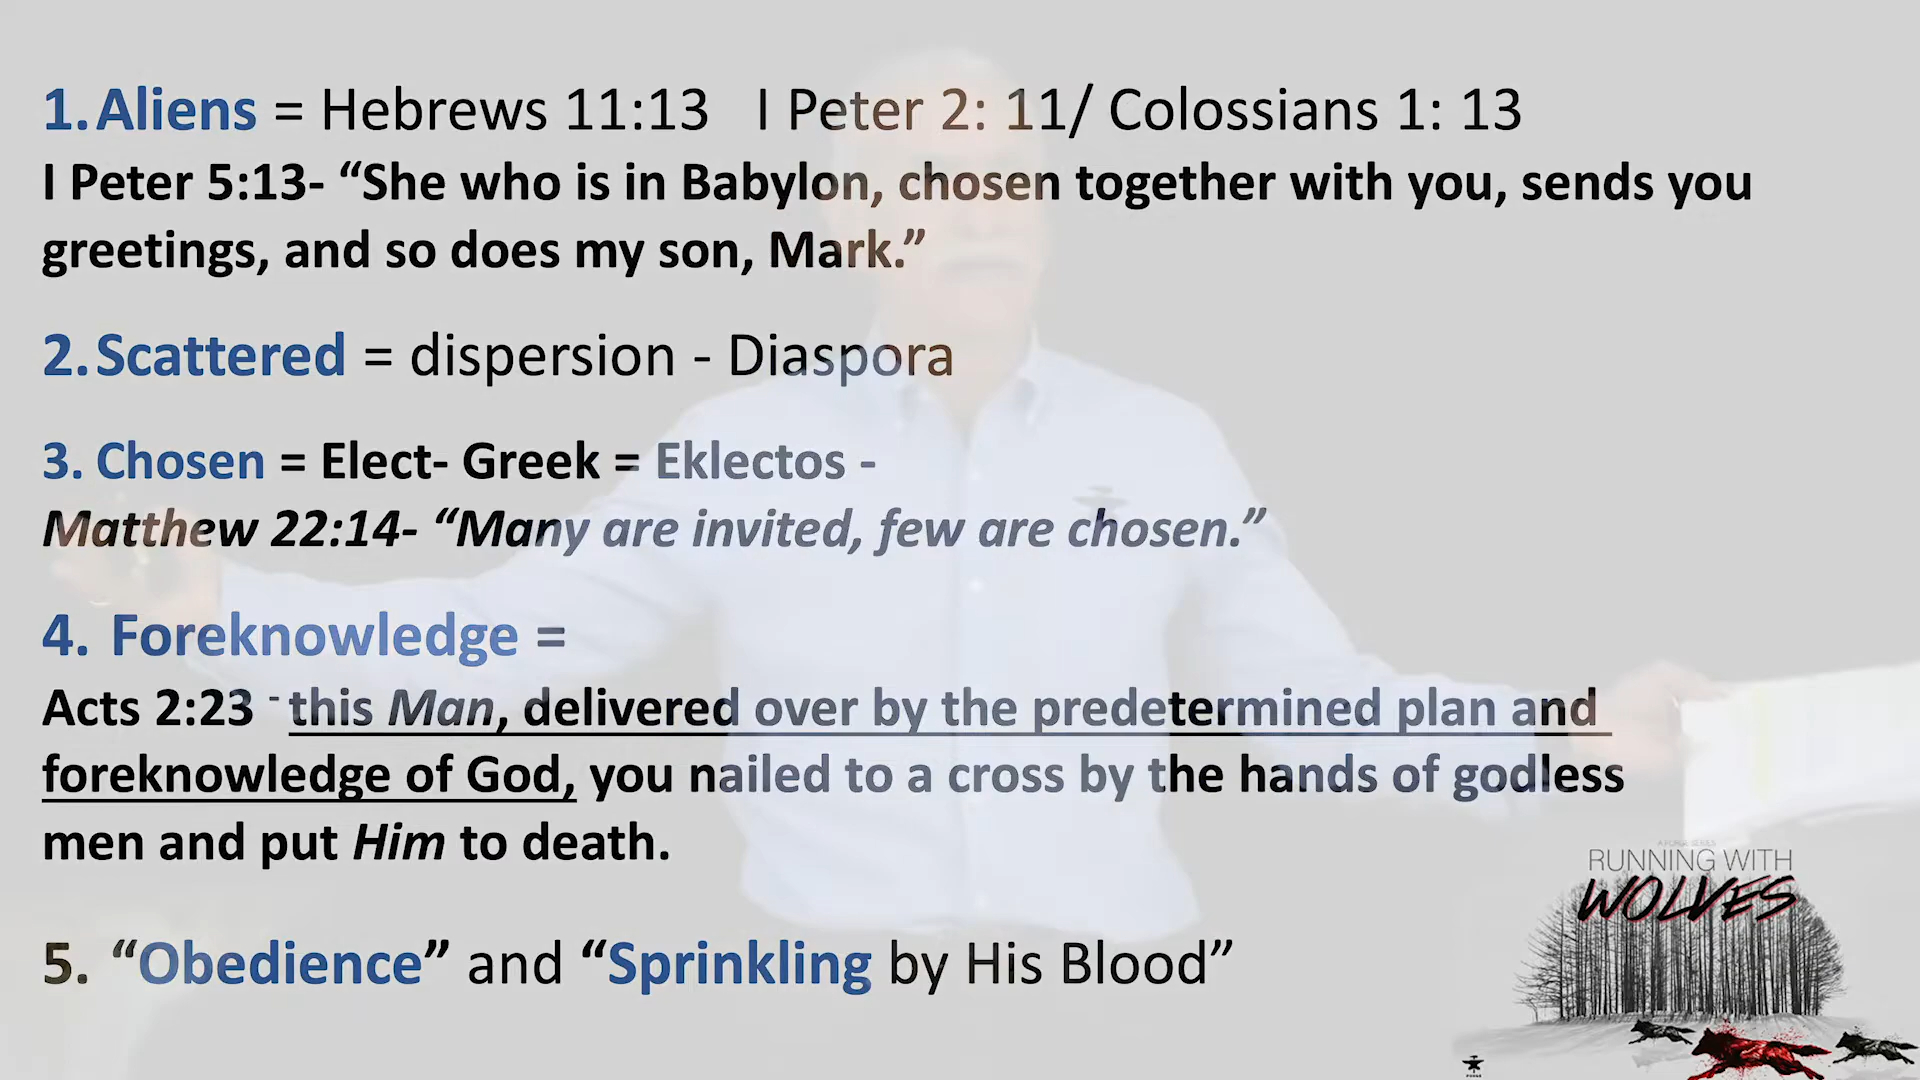 1. Aliens = Hebrews 11:13 I Peter 2: 11/ Colossians 1: 13
I Peter 5:13- “She who is in Babylon, chosen together with you, sends you
greetings, and so does my son, Mark.”
2. Scattered = dispersion - Diaspora
3. Chosen = Elect- Greek = Eklectos -
Matthew 22:14- “Many are invited, few are chosen.”
4. Foreknowledge =
Acts 2:23 - this Man, delivered over by the predetermined plan and
foreknowledge of God, you nailed to a cross by the hands of godless
men and put Him to death.
5. “Obedience” and “Sprinkling by His Blood”
A FORGE SERIES
RUNNING WITH
WOLVES
FORGE